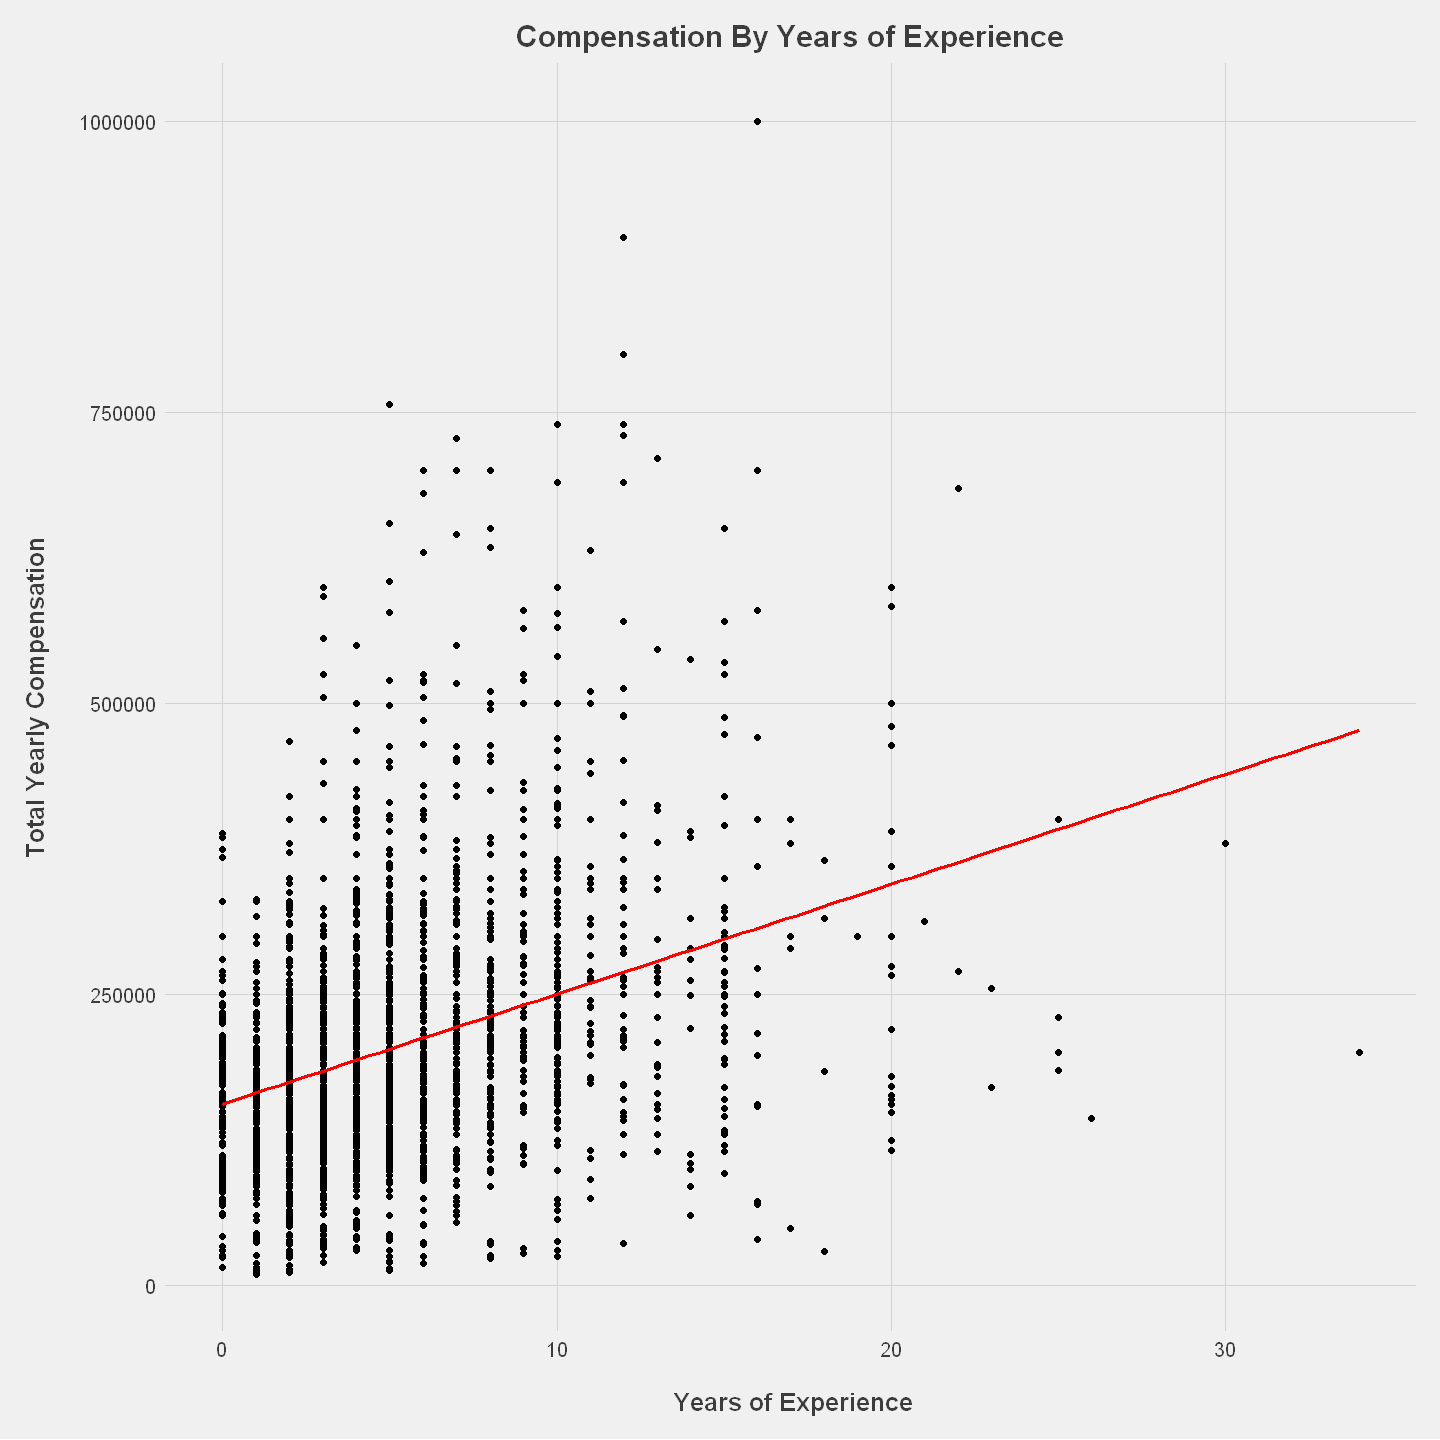 Compensation By Years of Experience
1000000
750000
500000
250000
0
Total Yearly Compensation
0 10 20 30
Years of Experience